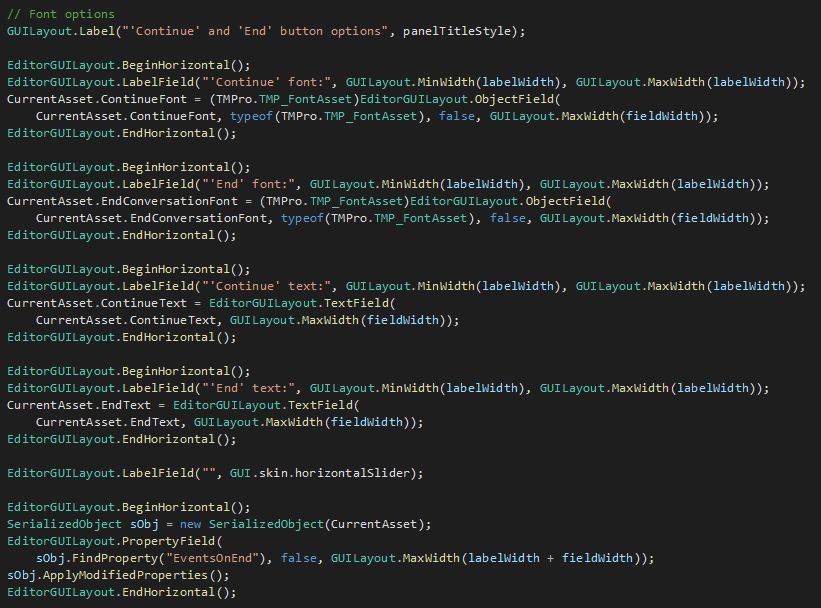 // Font options
GUILayout.Label("'Continue' and 'End' button options", panelTitleStyle);

EditorGUILayout.BeginHorizontal();
EditorGUILayout.LabelField("'Continue' font:", GUILayout.MinWidth(labelWidth), GUILayout.MaxWidth(labelWidth));
CurrentAsset.ContinueFont = (TMPro.TMP_FontAsset)EditorGUILayout.ObjectField(
    CurrentAsset.ContinueFont, typeof(TMPro.TMP_FontAsset), false, GUILayout.MaxWidth(fieldWidth));
EditorGUILayout.EndHorizontal();

EditorGUILayout.BeginHorizontal();
EditorGUILayout.LabelField("'End' font:", GUILayout.MinWidth(labelWidth), GUILayout.MaxWidth(labelWidth));
CurrentAsset.EndConversationFont = (TMPro.TMP_FontAsset)EditorGUILayout.ObjectField(
    CurrentAsset.EndConversationFont, typeof(TMPro.TMP_FontAsset), false, GUILayout.MaxWidth(fieldWidth));
EditorGUILayout.EndHorizontal();

EditorGUILayout.BeginHorizontal();
EditorGUILayout.LabelField("'Continue' text:", GUILayout.MinWidth(labelWidth), GUILayout.MaxWidth(labelWidth));
CurrentAsset.ContinueText = EditorGUILayout.TextField(
    CurrentAsset.ContinueText, GUILayout.MaxWidth(fieldWidth));
EditorGUILayout.EndHorizontal();

EditorGUILayout.BeginHorizontal();
EditorGUILayout.LabelField("'End' text:", GUILayout.MinWidth(labelWidth), GUILayout.MaxWidth(labelWidth));
CurrentAsset.EndText = EditorGUILayout.TextField(
    CurrentAsset.EndText, GUILayout.MaxWidth(fieldWidth));
EditorGUILayout.EndHorizontal();

EditorGUILayout.LabelField("", GUI.skin.horizontalSlider);

EditorGUILayout.BeginHorizontal();
SerializedObject sObj = new SerializedObject(CurrentAsset);
EditorGUILayout.PropertyField(
    sObj.FindProperty("EventsOnEnd"), false, GUILayout.MaxWidth(labelWidth + fieldWidth));
sObj.ApplyModifiedProperties();
EditorGUILayout.EndHorizontal();